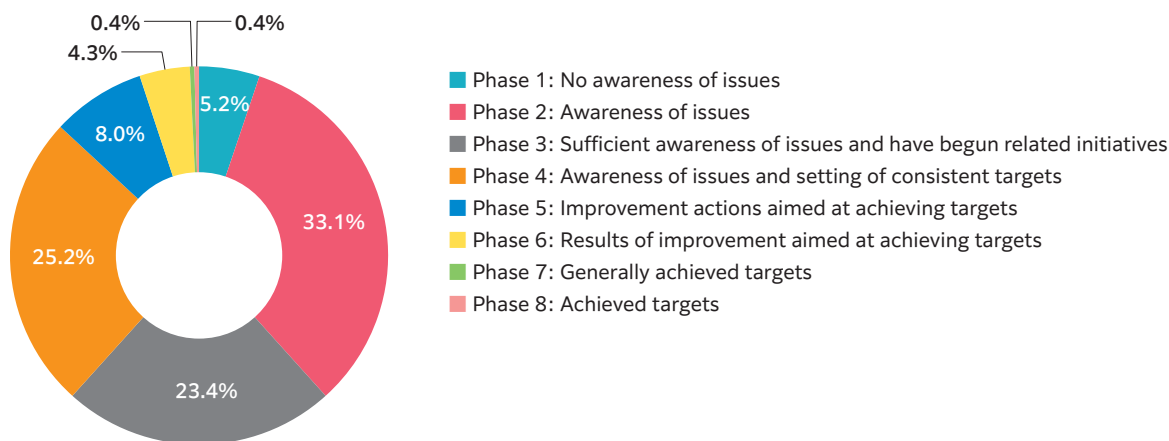 0.4%
0.4%
4.3%
5.2%
8.0%
33.1%
25.2%
23.4%
Phase 1: No awareness of issues
Phase 2: Awareness of issues
Phase 3: Sufficient awareness of issues and have begun related initiatives
Phase 4: Awareness of issues and setting of consistent targets
Phase 5: Improvement actions aimed at achieving targets
Phase 6: Results of improvement aimed at achieving targets
Phase 7: Generally achieved targets
Phase 8: Achieved targets